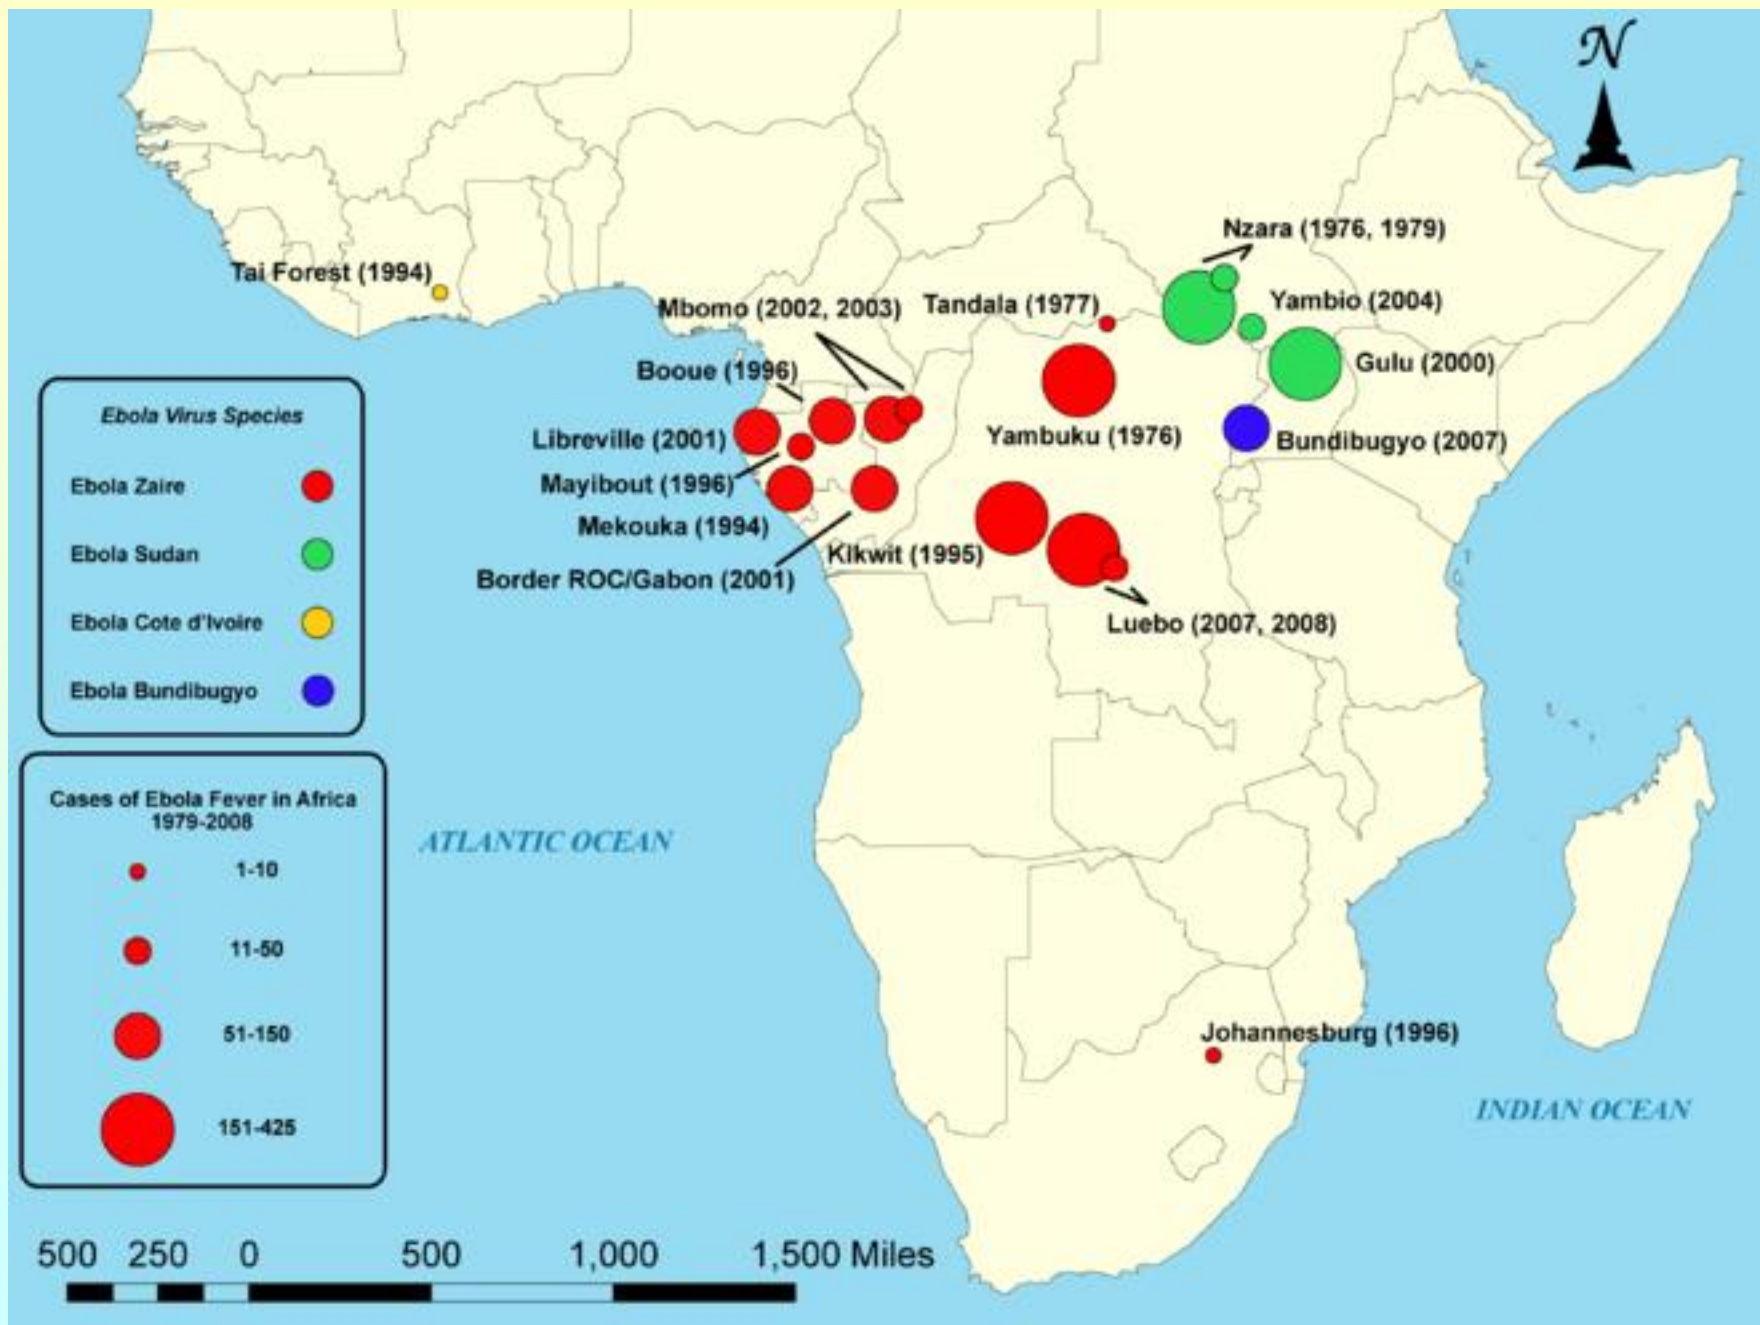 N
Nzara (1976, 1979)
Tai Forest (1994)
Mbomo (2002, 2003)
Tandala (1977)
Yambio (2004)
Booue (1996)
Gulu (2000)
Libreville (2001)
Yambuku (1976)
Bundibugyo (2007)
Mayibout (1996)
Mekouka (1994)
Kikwit (1995)
Border ROC/Gabon (2001)
Luebo (2007, 2008)
Ebola Virus Species
Ebola Zaire
Ebola Sudan
Ebola Cote d'Ivoire
Ebola Bundibugyo
Cases of Ebola Fever in Africa
1979-2008
1-10
11-50
51-150
151-425
ATLANTIC OCEAN
Johannesburg (1996)
INDIAN OCEAN
500 250 0 500 1,000 1,500 Miles